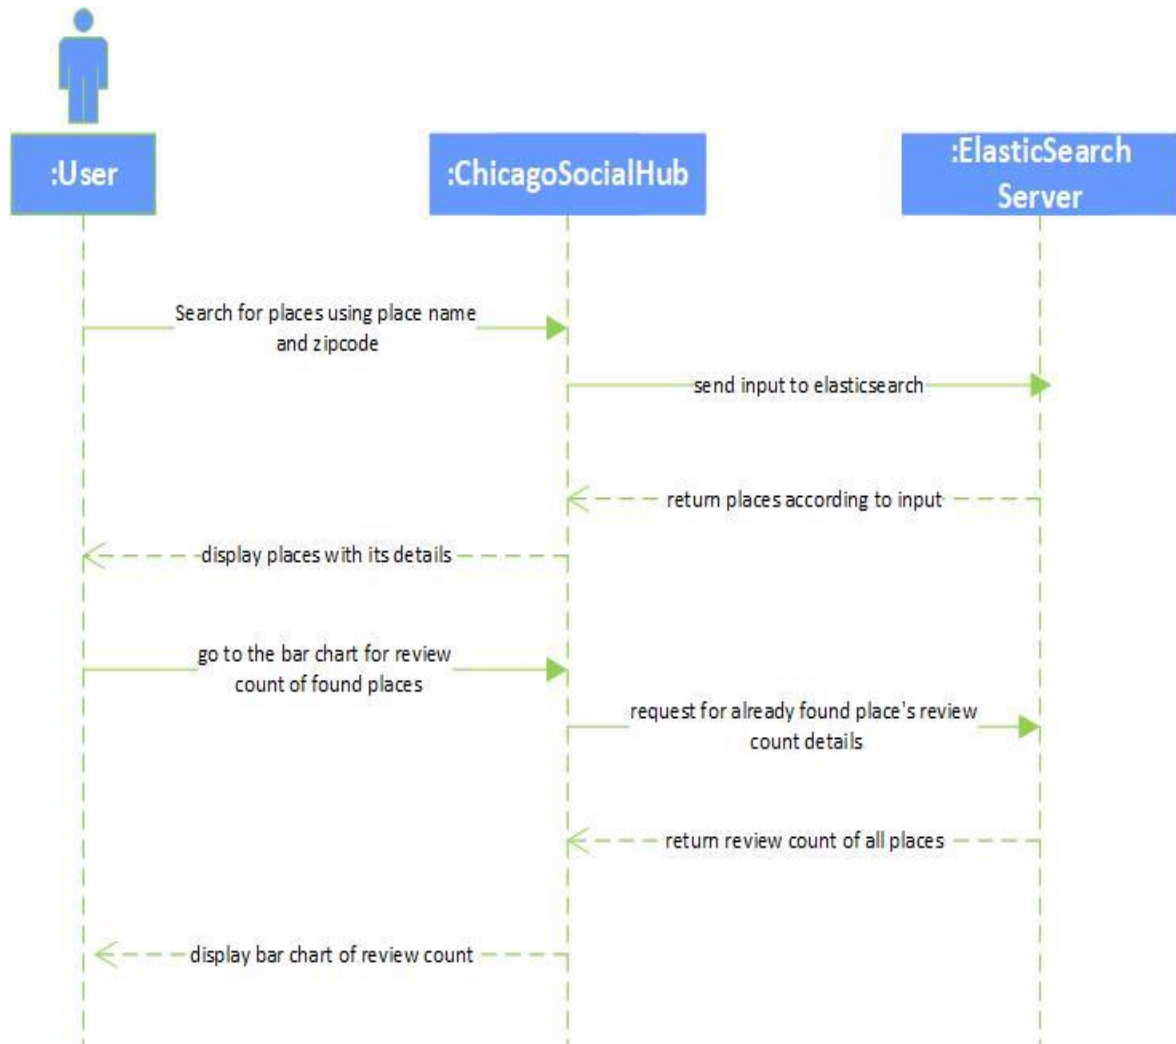 :User
:ChicagoSocialHub
:ElasticSearch
Server
Search for places using place name
and zipcode
send input to elasticsearch
return places according to input
display places with its details
go to the bar chart for review
count of found places
request for already found place's review
count details
return review count of all places
display bar chart of review count